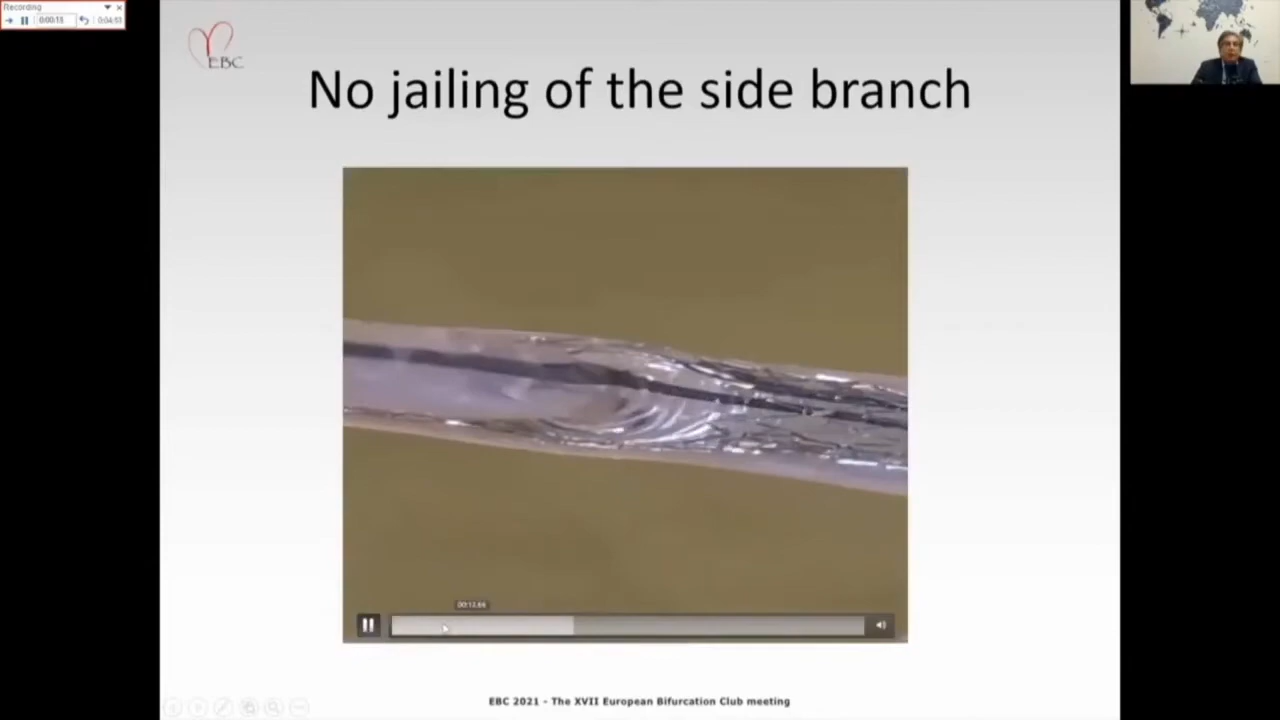 Recording
0:00:13
0:04:53
EBC
No jailing of the side branch
00:13.66
EBC 2021 - The XVII European Bifurcation Club meeting